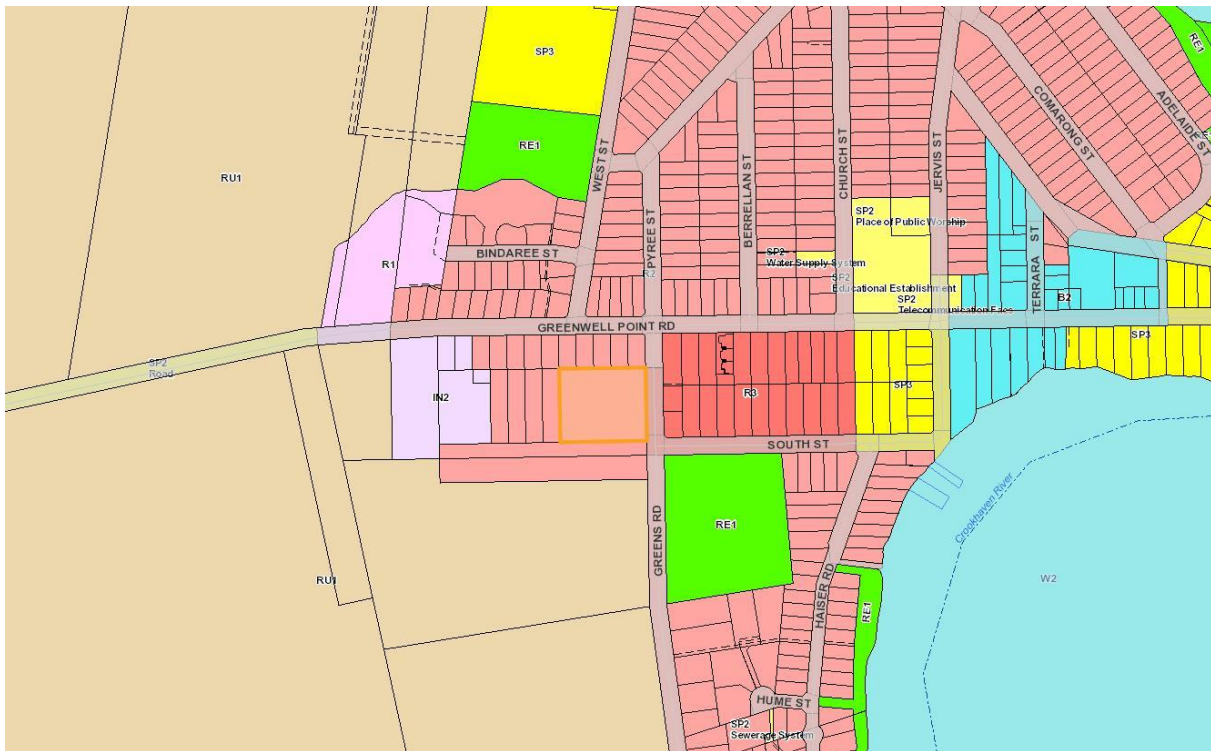 SP3
RE1
RU1
RE1
WEST ST
COMARONG ST
ADELAIDE ST
BERRELLAN ST
CHURCH ST
JERVIS ST
PYREE ST
SP2
Place of Public Worship
R1
BINDAREE ST
R2
SP2
Water Supply System
SP2
Educational Establishment
SP2
Telecommunication Facs
TERRARA ST
B2
GREENWELL POINT RD
SP3
SP2
Road
IN2
R3
SP3
SOUTH ST
RE1
GREENS RD
Crookhaven River
RU1
HAISER RD
RE1
W2
HUME ST
SP2
Sewerage System